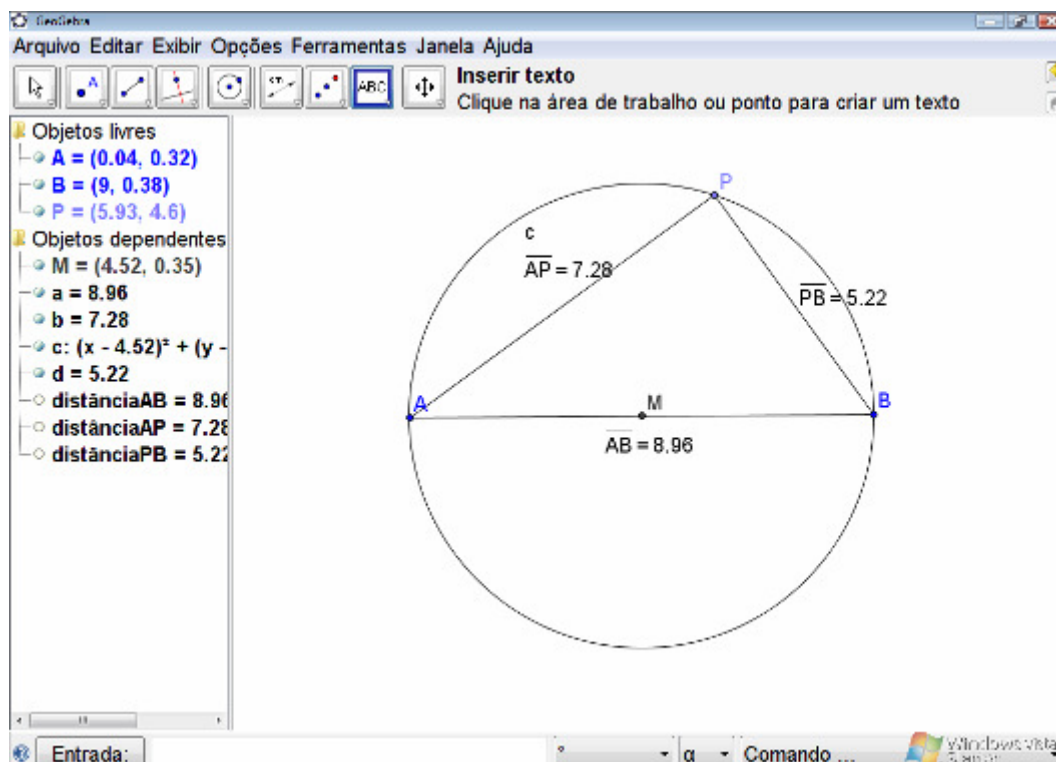 GeoGebra
Arquivo Editar Exibir Opções Ferramentas Janela Ajuda
A
ABC
Inserir texto
Clique na área de trabalho ou ponto para criar um texto
Objetos livres
A = (0.04, 0.32)
B = (9, 0.38)
P = (5.93, 4.6)
Objetos dependentes
M = (4.52, 0.35)
a = 8.96
b = 7.28
c: (x - 4.52)² + (y -
d = 5.22
distânciaAB = 8.96
distânciaAP = 7.28
distânciaPB = 5.22
P
c
AP = 7.28
PB = 5.22
A
M
B
AB = 8.96
Entrada:
° α Comando ...
Windows Vista